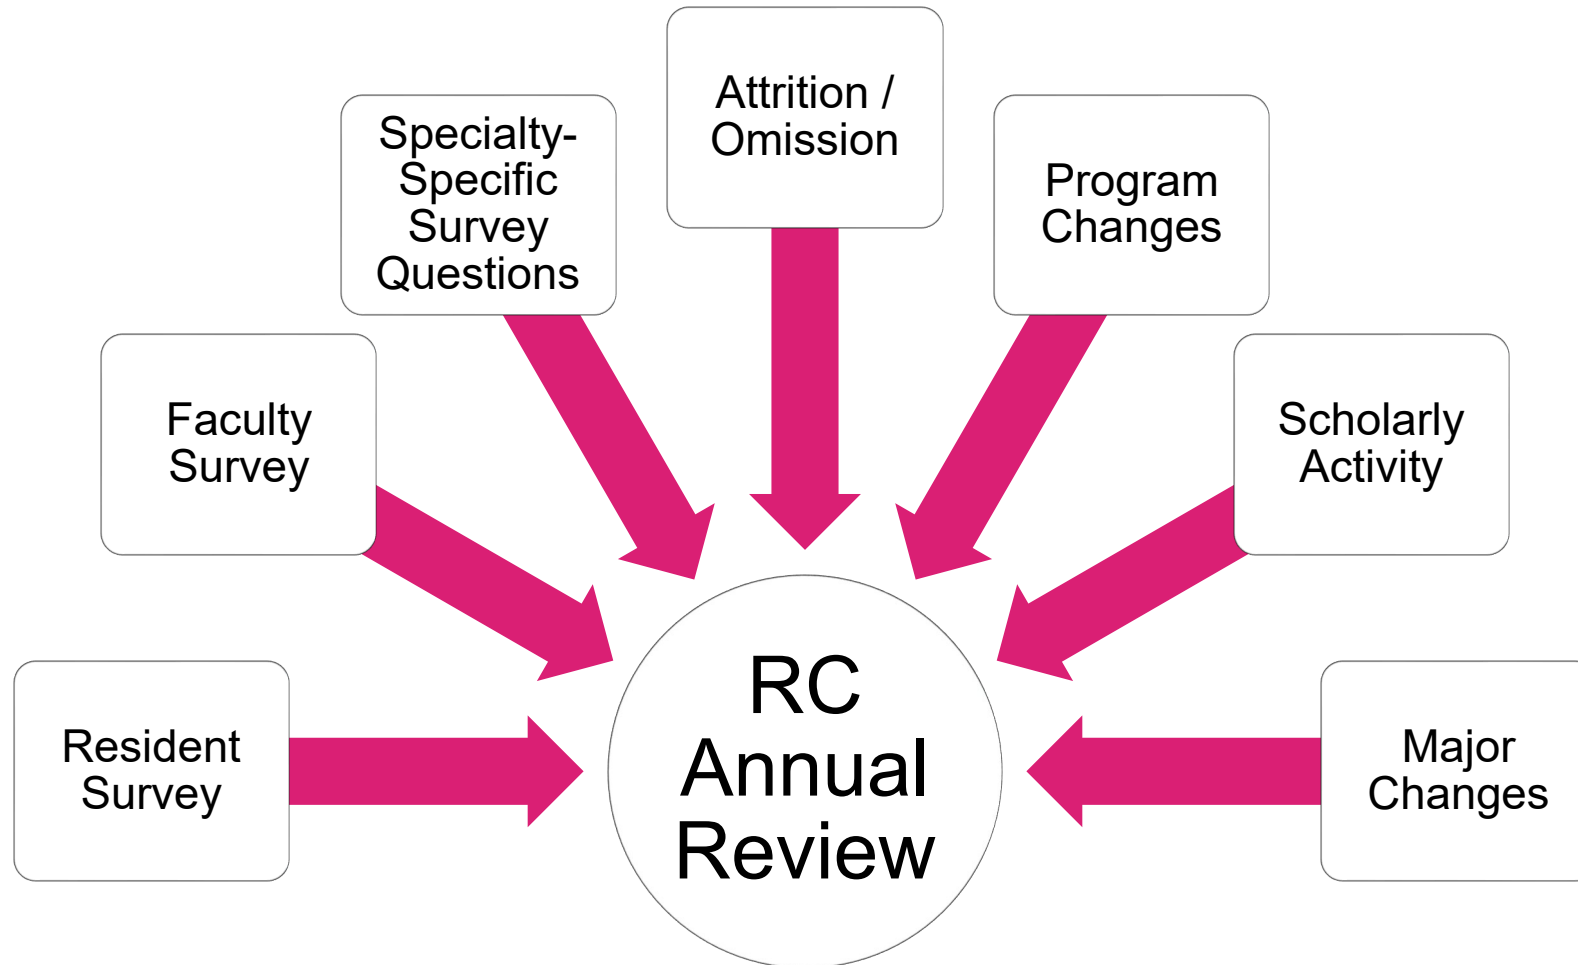 Attrition /
Omission
Specialty-
Specific
Survey
Questions
Program
Changes
Faculty
Survey
Scholarly
Activity
Resident
Survey
RC
Annual
Review
Major
Changes